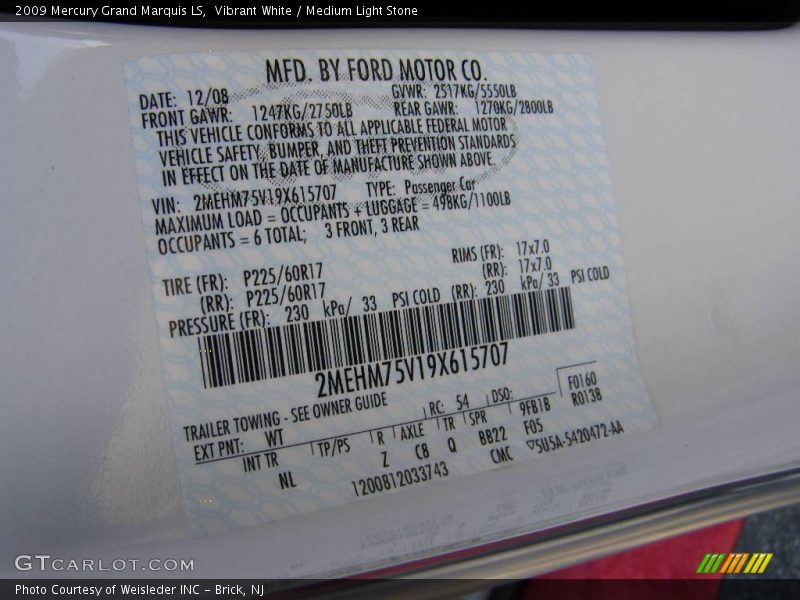 2009 Mercury Grand Marquis LS,  Vibrant White / Medium Light Stone
MFD. BY FORD MOTOR CO.
DATE: 12/08 GVWR: 2517KG/5550LB
FRONT GAWR: 1247KG/2750LB REAR GAWR: 1270KG/2800LB
THIS VEHICLE CONFORMS TO ALL APPLICABLE FEDERAL MOTOR
VEHICLE SAFETY, BUMPER, AND THEFT PREVENTION STANDARDS
IN EFFECT ON THE DATE OF MANUFACTURE SHOWN ABOVE.
VIN: 2MEHM75V19X615707 TYPE: Passenger Car
MAXIMUM LOAD = OCCUPANTS + LUGGAGE = 498KG/1100LB
OCCUPANTS = 6 TOTAL; 3 FRONT, 3 REAR
TIRE (FR): P225/60R17 RIMS (FR): 17x7.0
(RR): P225/60R17 (RR): 17x7.0
PRESSURE (FR): 230 kPa/ 33 PSI COLD (RR): 230 kPa/ 33 PSI COLD
2MEHM75V19X615707
TRAILER TOWING - SEE OWNER GUIDE
EXT PNT: WT RC: 54 DSO: F0160
INT TR TP/PS R AXLE TR SPR 9FB1B R0138
NL Z C8 Q BB22 F05
1200812033743 CMC ▽5U5A-5420472-AA
GTCARLOT.COM
Photo Courtesy of Weisleder INC – Brick, NJ